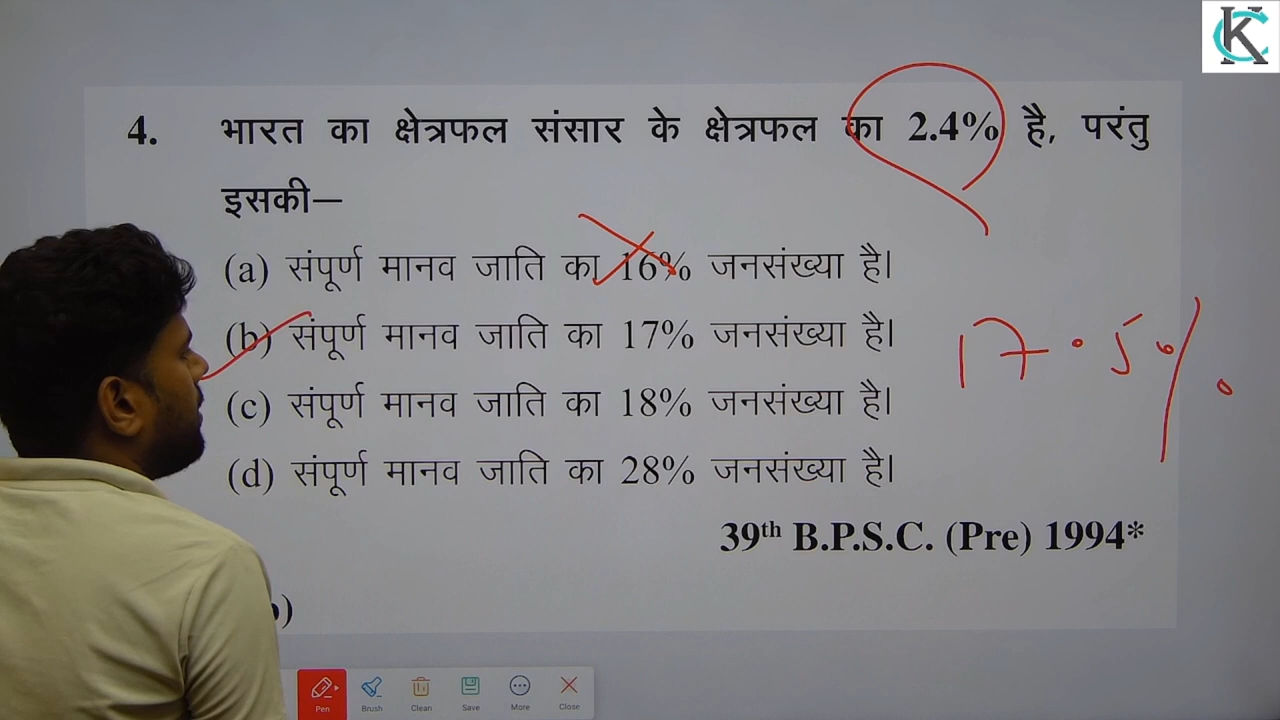 KC
4. भारत का क्षेत्रफल संसार के क्षेत्रफल का 2.4% है, परंतु
इसकी—
(a) संपूर्ण मानव जाति का 16% जनसंख्या है।
(b) संपूर्ण मानव जाति का 17% जनसंख्या है।
17.5%
(c) संपूर्ण मानव जाति का 18% जनसंख्या है।
(d) संपूर्ण मानव जाति का 28% जनसंख्या है।
39th B.P.S.C. (Pre) 1994*
Pen Brush Clean Save More Close